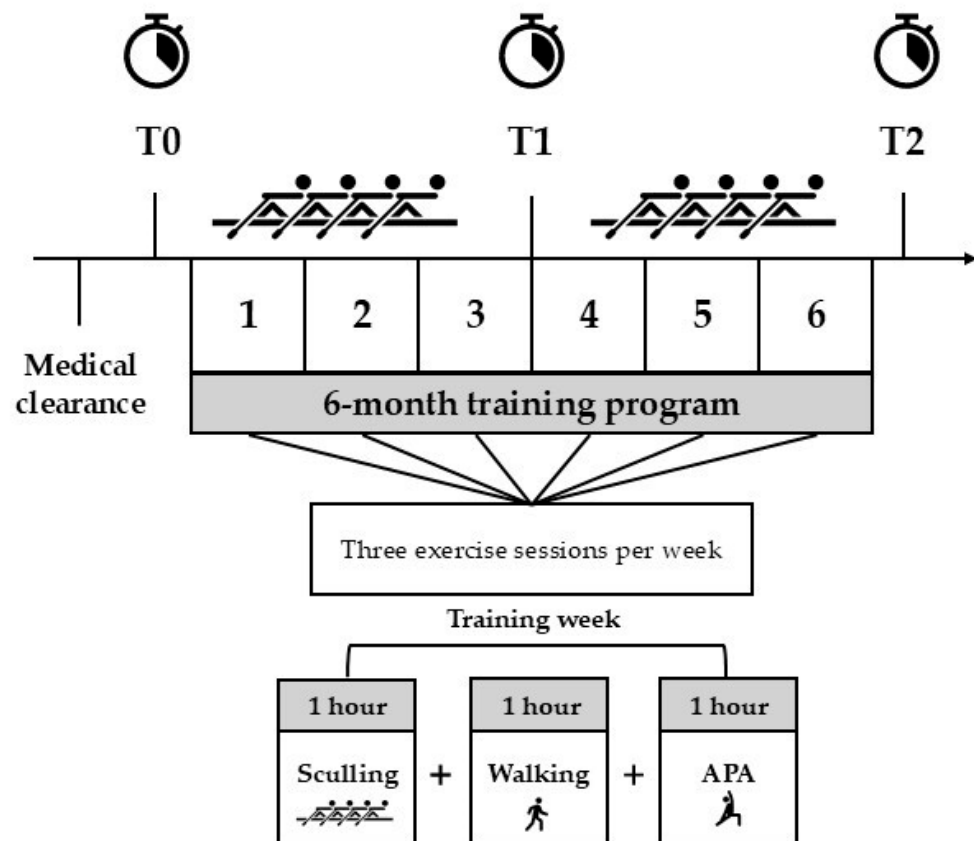 T0
T1
T2
1
2
3
4
5
6
Medical
clearance
6-month training program
Three exercise sessions per week
Training week
1 hour
1 hour
1 hour
Sculling + Walking + APA